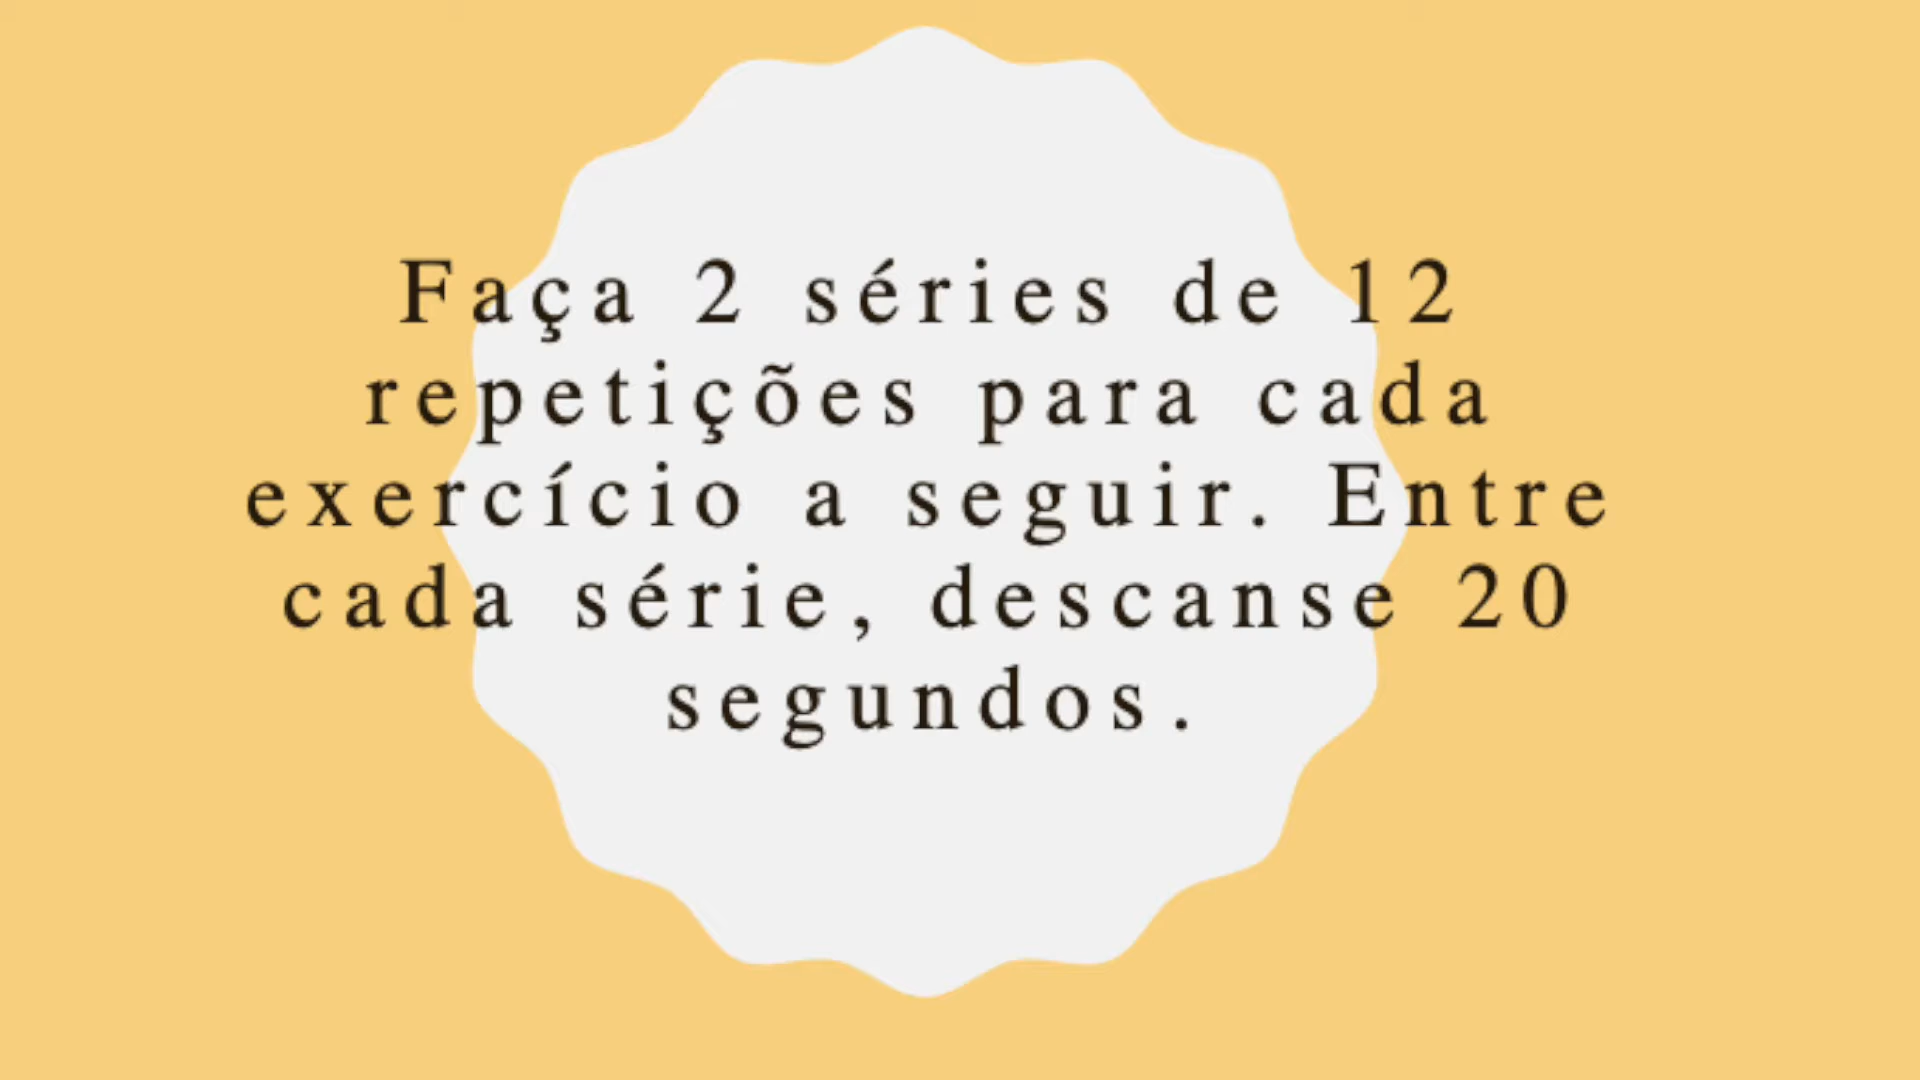 Faça 2 séries de 12
repetições para cada
exercício a seguir. Entre
cada série, descanse 20
segundos.